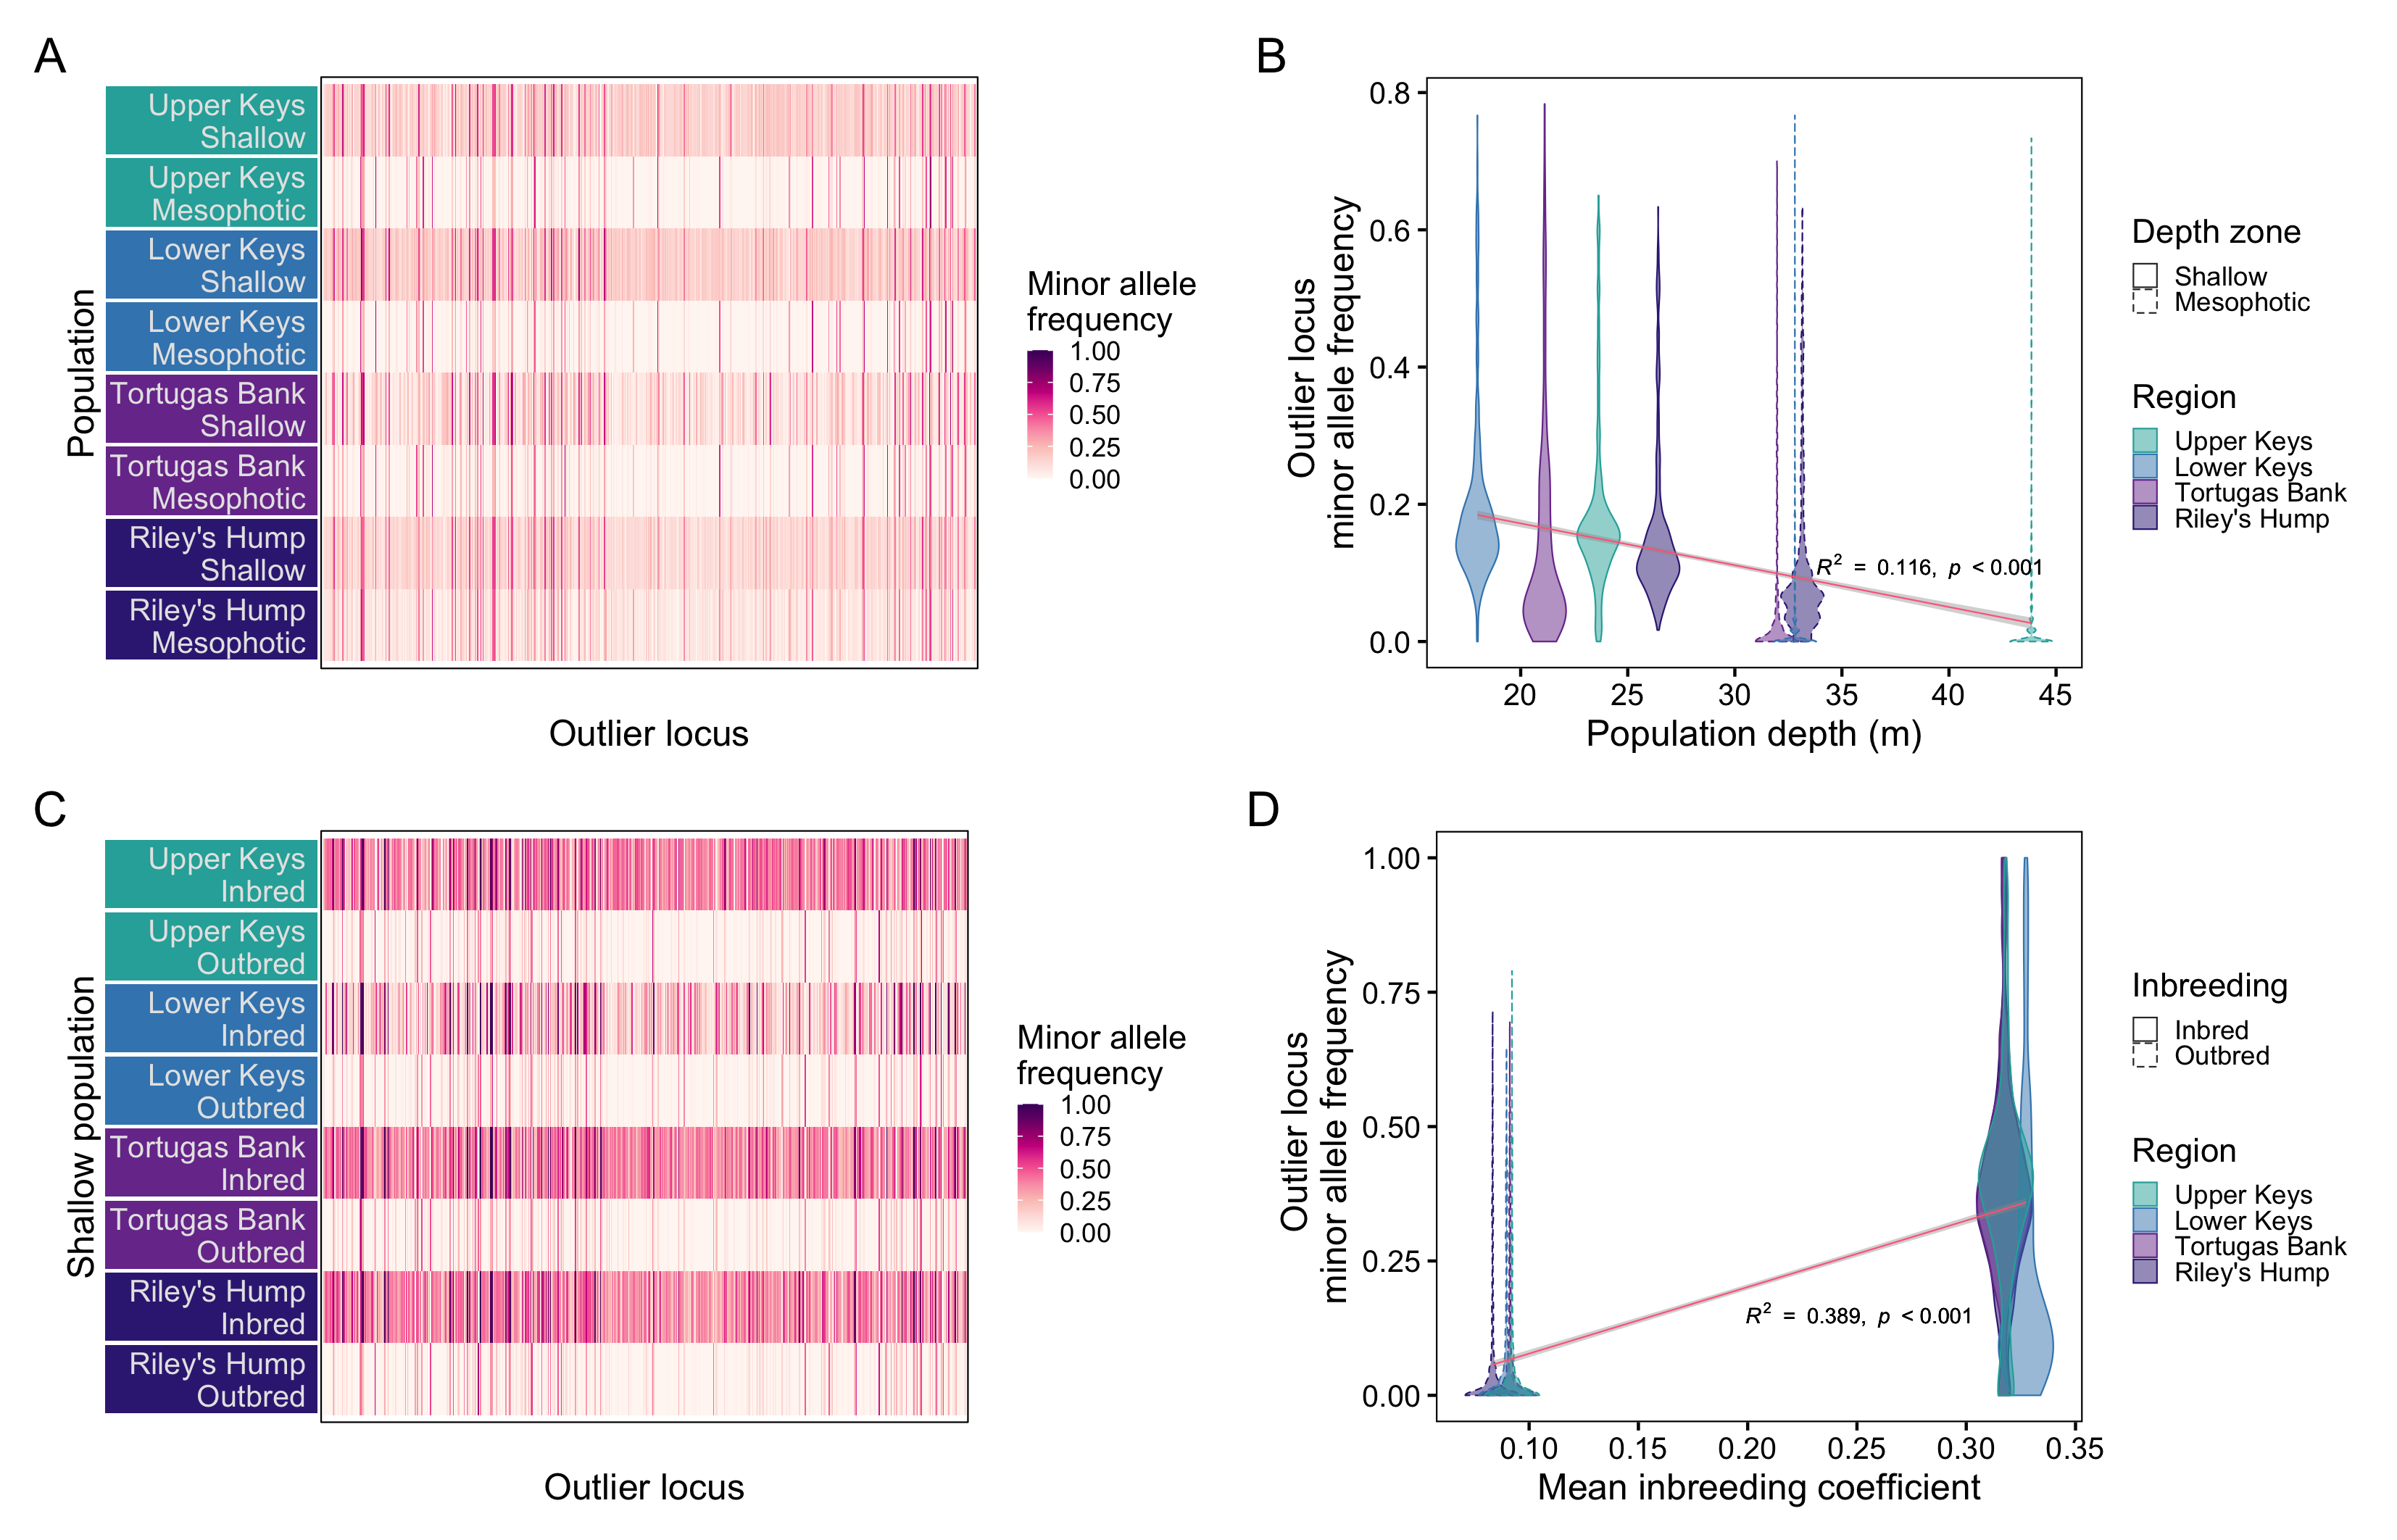 A
Population
Upper Keys
Shallow
Upper Keys
Mesophotic
Lower Keys
Shallow
Lower Keys
Mesophotic
Tortugas Bank
Shallow
Tortugas Bank
Mesophotic
Riley's Hump
Shallow
Riley's Hump
Mesophotic
Outlier locus
Minor allele
frequency
1.00
0.75
0.50
0.25
0.00
B
Outlier locus
minor allele frequency
0.8
0.6
0.4
0.2
0.0
R² = 0.116, p < 0.001
20 25 30 35 40 45
Population depth (m)
Depth zone
Shallow
Mesophotic
Region
Upper Keys
Lower Keys
Tortugas Bank
Riley's Hump
C
Shallow population
Upper Keys
Inbred
Upper Keys
Outbred
Lower Keys
Inbred
Lower Keys
Outbred
Tortugas Bank
Inbred
Tortugas Bank
Outbred
Riley's Hump
Inbred
Riley's Hump
Outbred
Outlier locus
Minor allele
frequency
1.00
0.75
0.50
0.25
0.00
D
Outlier locus
minor allele frequency
1.00
0.75
0.50
0.25
0.00
R² = 0.389, p < 0.001
0.10 0.15 0.20 0.25 0.30 0.35
Mean inbreeding coefficient
Inbreeding
Inbred
Outbred
Region
Upper Keys
Lower Keys
Tortugas Bank
Riley's Hump